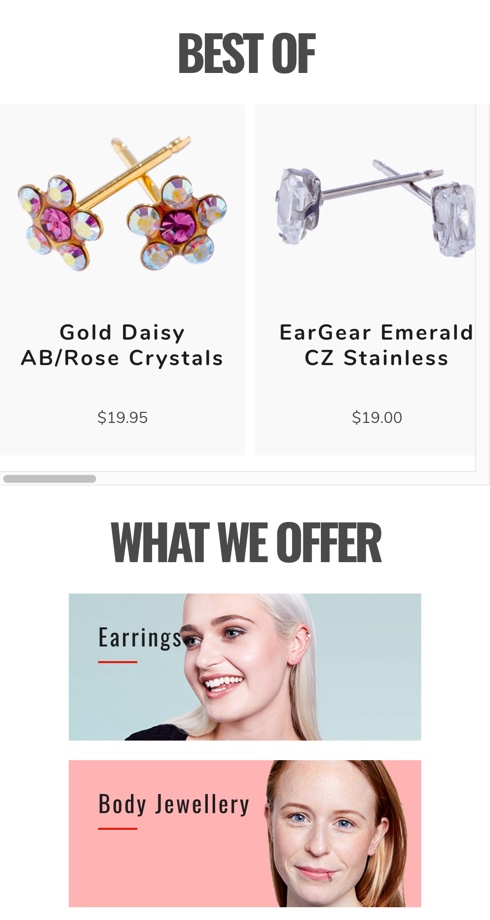 BEST OF
Gold Daisy
AB/Rose Crystals
$19.95
EarGear Emerald
CZ Stainless
$19.00
WHAT WE OFFER
Earrings
Body Jewellery